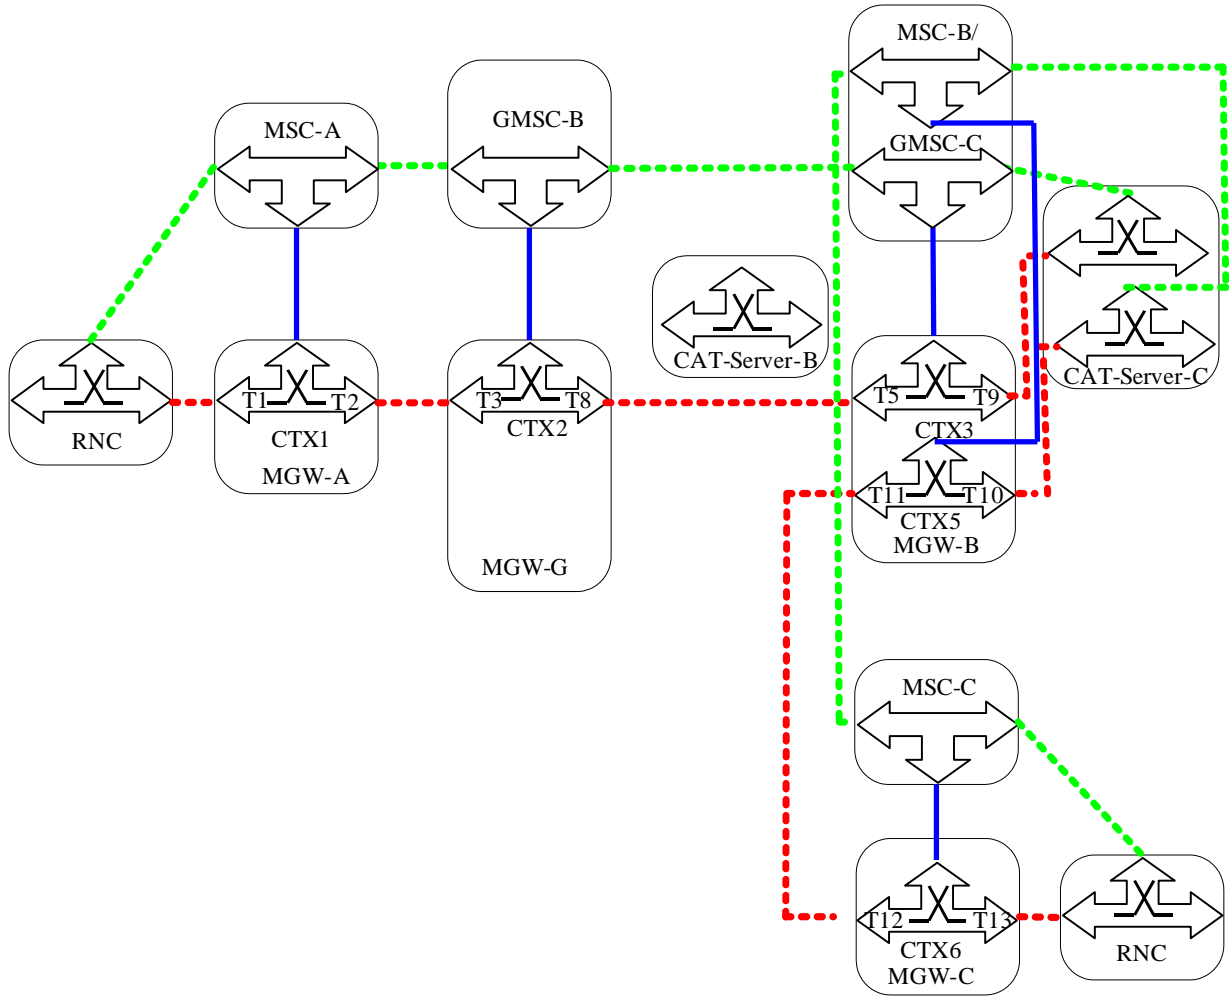 MSC-B/
GMSC-B
MSC-A
GMSC-C
CAT-Server-B
CAT-Server-C
T1
T2
T3
T8
T5
T9
RNC
CTX1
CTX2
CTX3
MGW-A
T11
T10
CTX5
MGW-B
MGW-G
MSC-C
T12
T13
CTX6
RNC
MGW-C